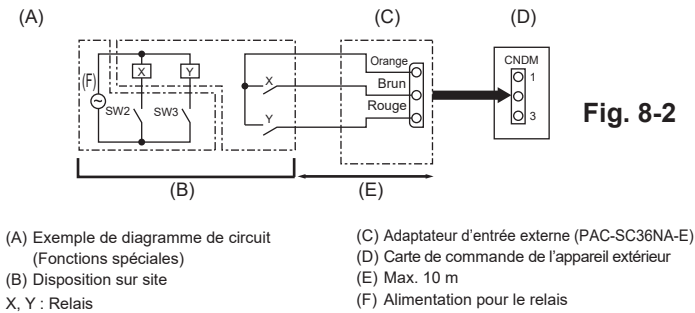 (A)
(C)
(D)
(F)
X
Y
SW2
SW3
X
Y
Orange
Brun
Rouge
CNDM
1
3
Fig. 8-2
(B)
(E)
(A) Exemple de diagramme de circuit
(Fonctions spéciales)
(B) Disposition sur site
X, Y : Relais
(C) Adaptateur d'entrée externe (PAC-SC36NA-E)
(D) Carte de commande de l'appareil extérieur
(E) Max. 10 m
(F) Alimentation pour le relais